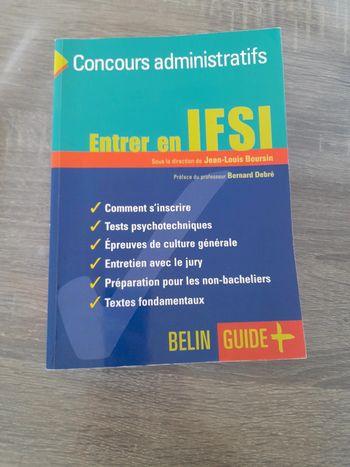 Concours administratifs
Entrer en IFSI
Sous la direction de Jean-Louis Boursin
Préface du professeur Bernard Debré
✓ Comment s'inscrire
✓ Tests psychotechniques
✓ Épreuves de culture générale
✓ Entretien avec le jury
✓ Préparation pour les non-bacheliers
✓ Textes fondamentaux
BELIN GUIDE +